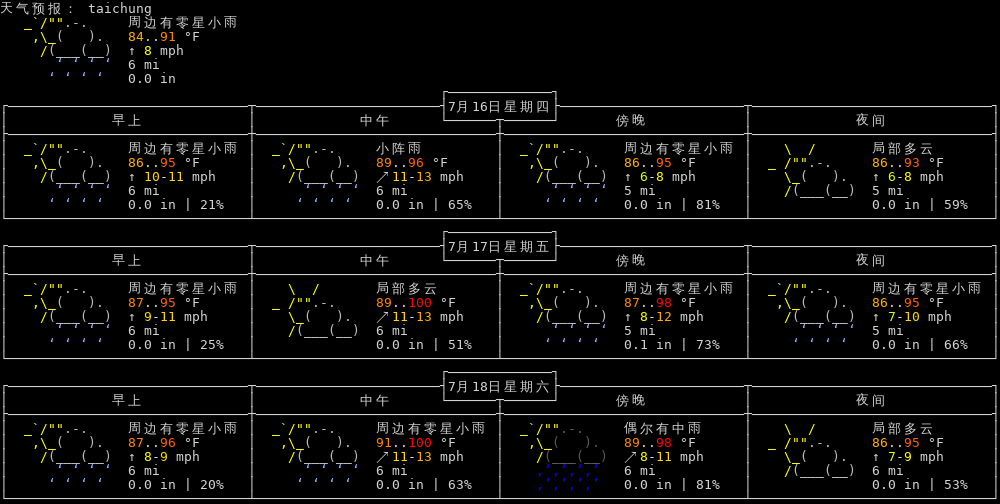 天气预报： taichung
周边有零星小雨
84..91 °F
↑ 8 mph
6 mi
0.0 in
7月16日星期四
早上 中午 傍晚 夜间
周边有零星小雨 小阵雨 周边有零星小雨 局部多云
86..95 °F 89..96 °F 86..95 °F 86..93 °F
↑ 10-11 mph ↗ 11-13 mph ↑ 6-8 mph ↑ 6-8 mph
6 mi 6 mi 5 mi 5 mi
0.0 in | 21% 0.0 in | 65% 0.0 in | 81% 0.0 in | 59%
7月17日星期五
早上 中午 傍晚 夜间
周边有零星小雨 局部多云 周边有零星小雨 周边有零星小雨
87..95 °F 89..100 °F 87..98 °F 86..95 °F
↑ 9-11 mph ↗ 11-13 mph ↑ 8-12 mph ↑ 7-10 mph
6 mi 6 mi 5 mi 5 mi
0.0 in | 25% 0.0 in | 51% 0.1 in | 73% 0.0 in | 66%
7月18日星期六
早上 中午 傍晚 夜间
周边有零星小雨 周边有零星小雨 偶尔有中雨 局部多云
87..96 °F 91..100 °F 89..98 °F 86..95 °F
↑ 8-9 mph ↗ 11-13 mph ↗ 8-11 mph ↑ 7-9 mph
6 mi 6 mi 6 mi 6 mi
0.0 in | 20% 0.0 in | 63% 0.0 in | 81% 0.0 in | 53%